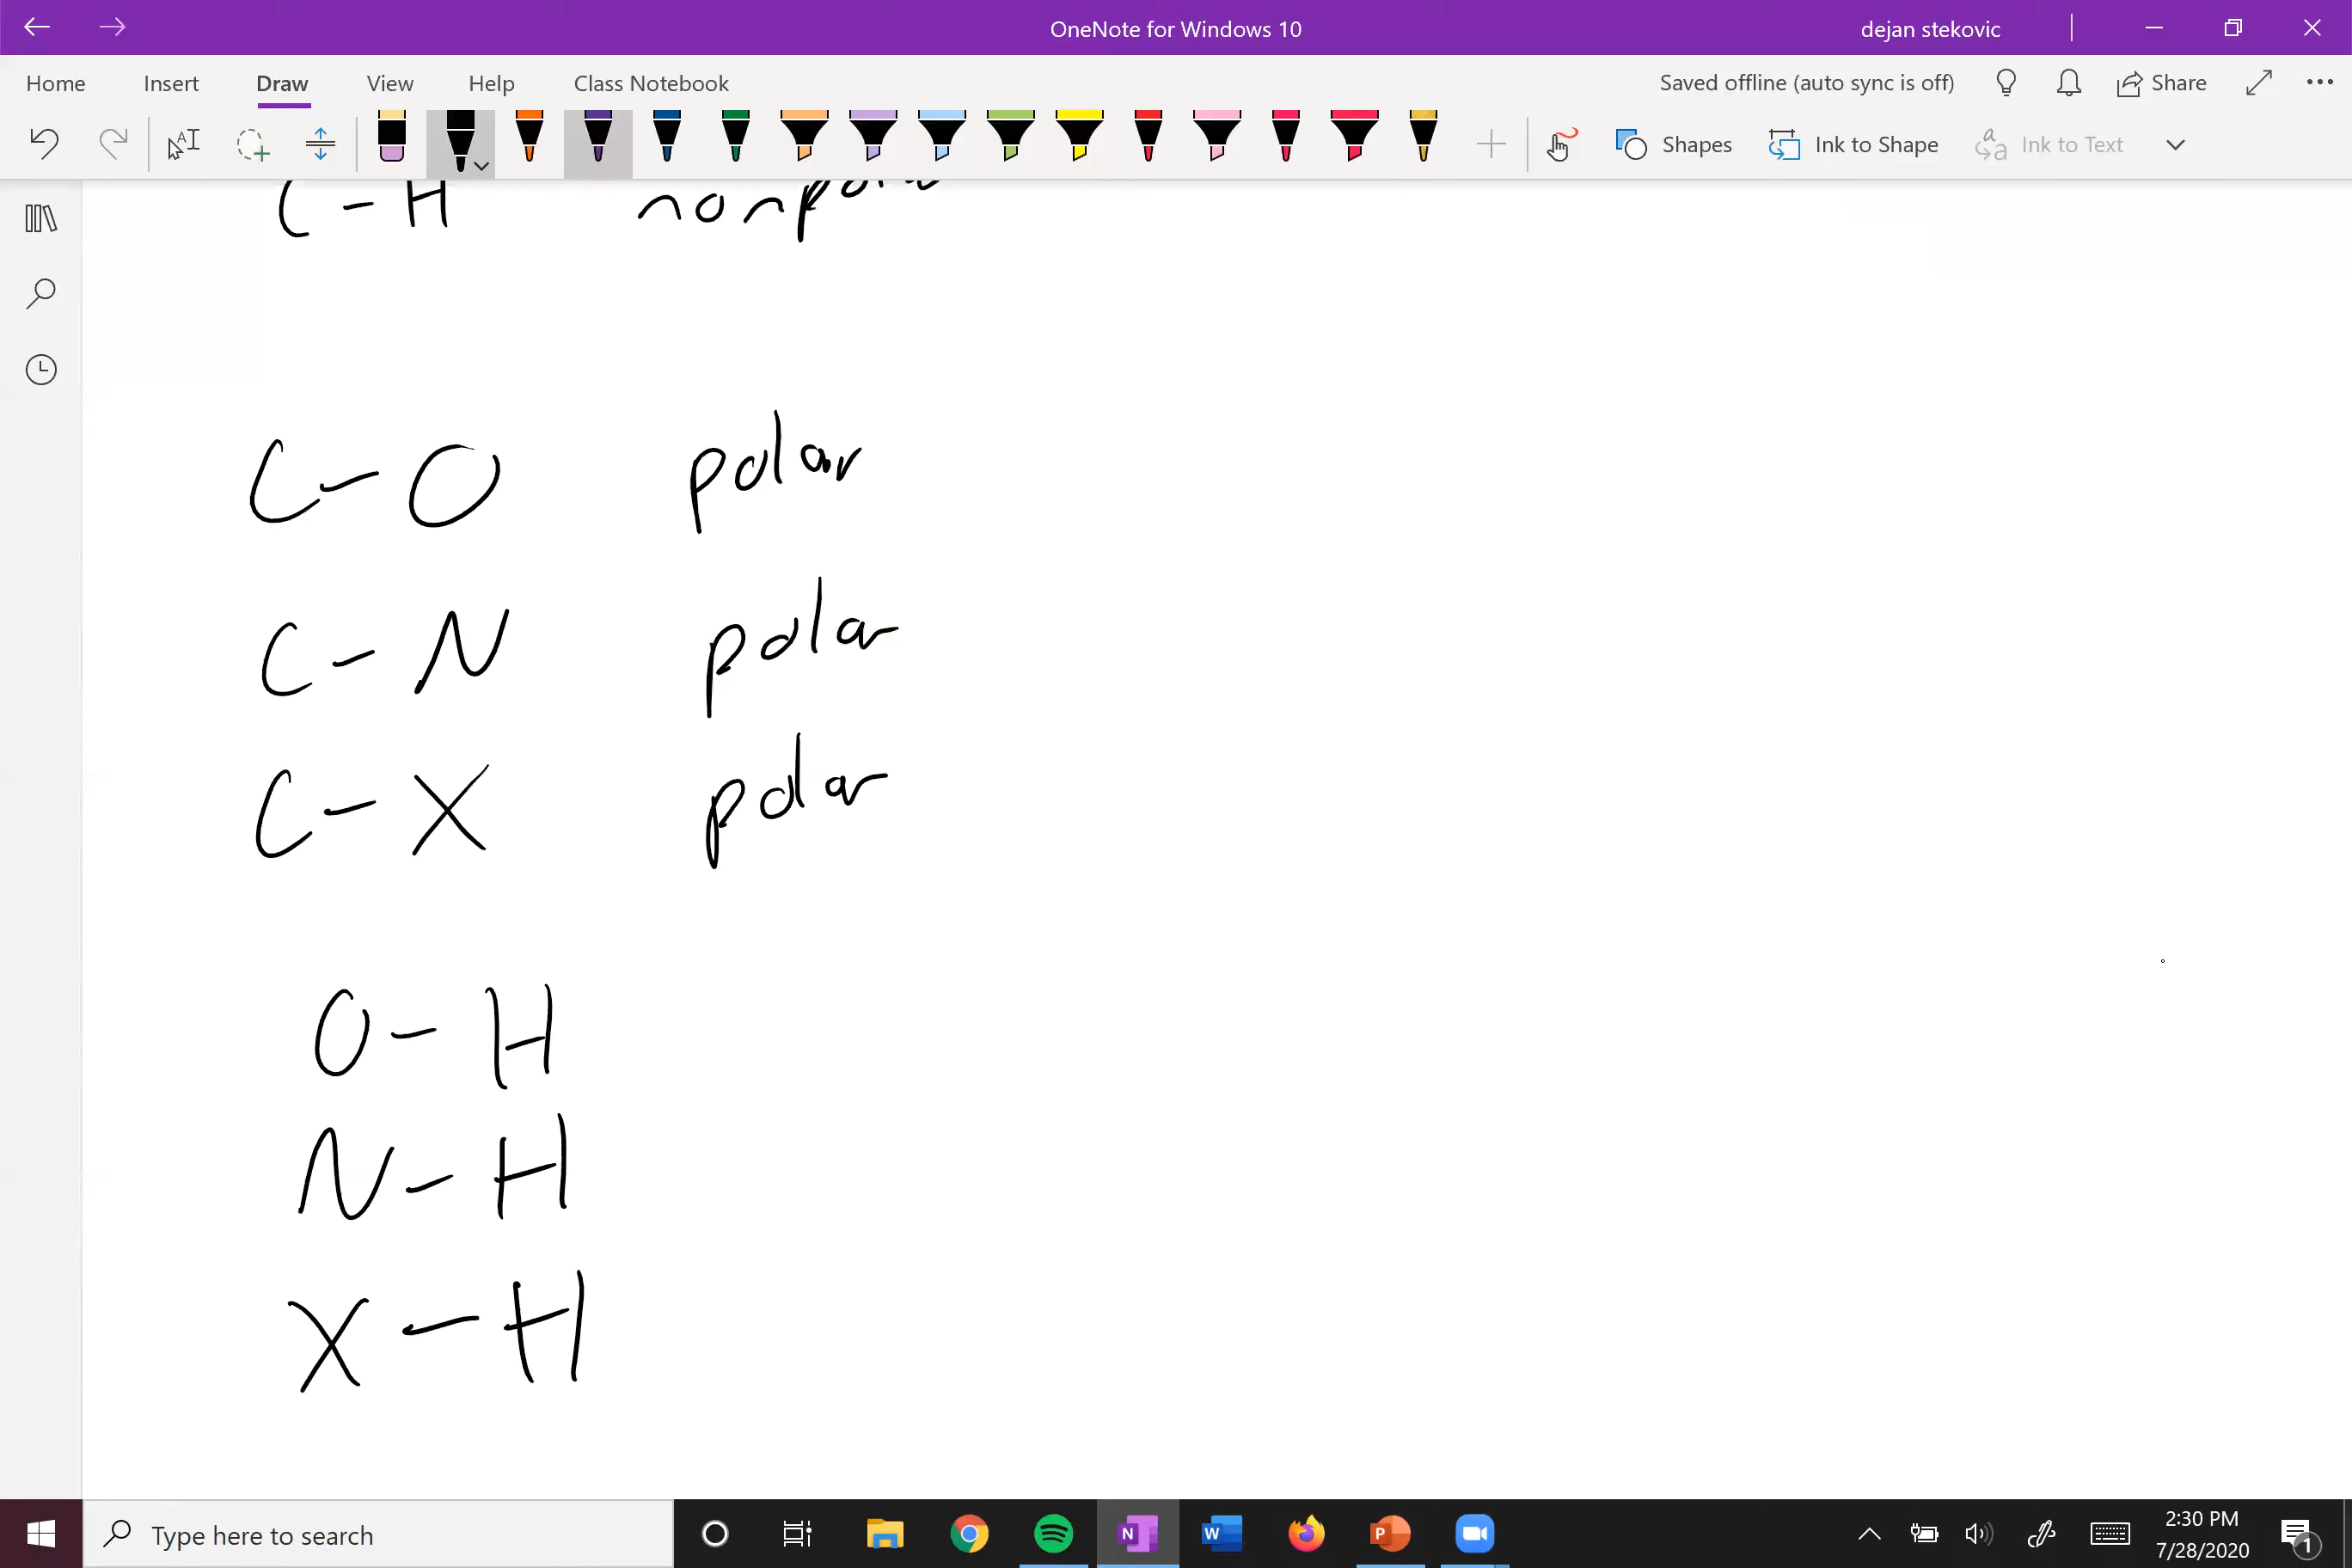 OneNote for Windows 10
dejan stekovic
Home Insert Draw View Help Class Notebook
Saved offline (auto sync is off) Share
Shapes Ink to Shape Ink to Text
C - H nonpolar
C - O polar
C - N polar
C - X polar
O - H
N - H
X - H
Type here to search
2:30 PM
7/28/2020
1